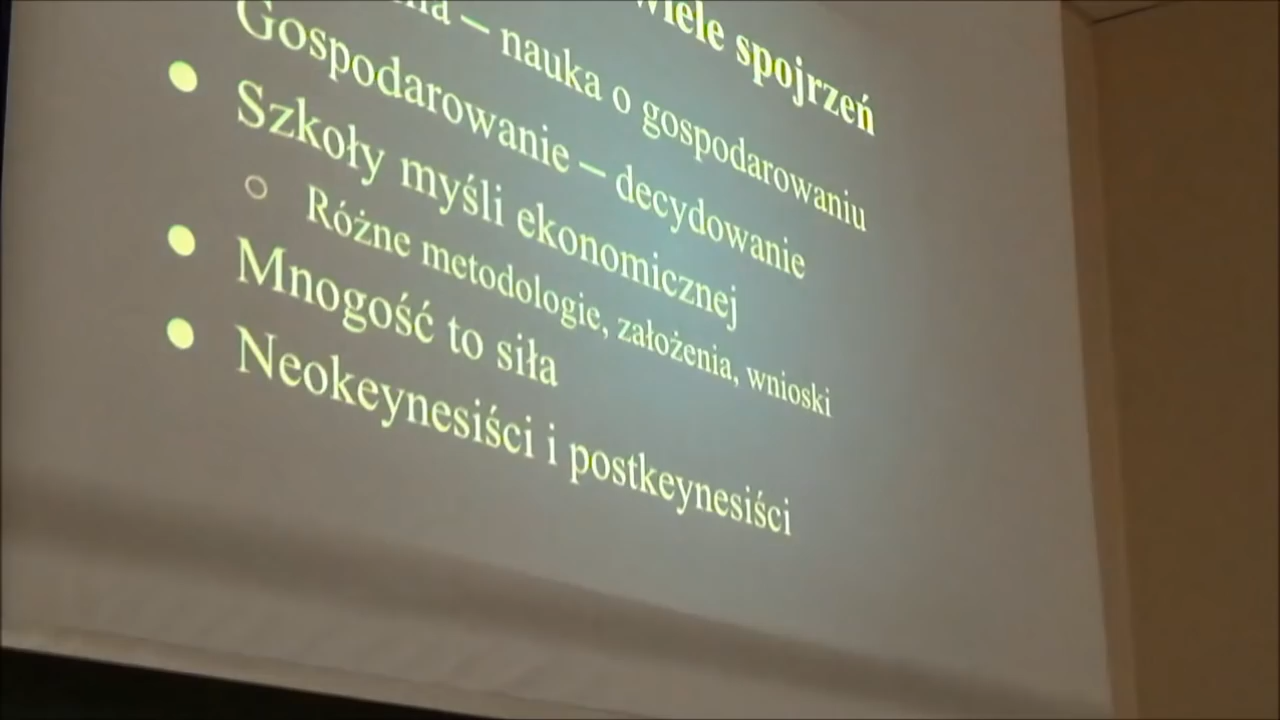 wiele spojrzeń
– nauka o gospodarowaniu
Gospodarowanie – decydowanie
● Szkoły myśli ekonomicznej
○ Różne metodologie, założenia, wnioski
● Mnogość to siła
● Neokeynesiści i postkeynesiści